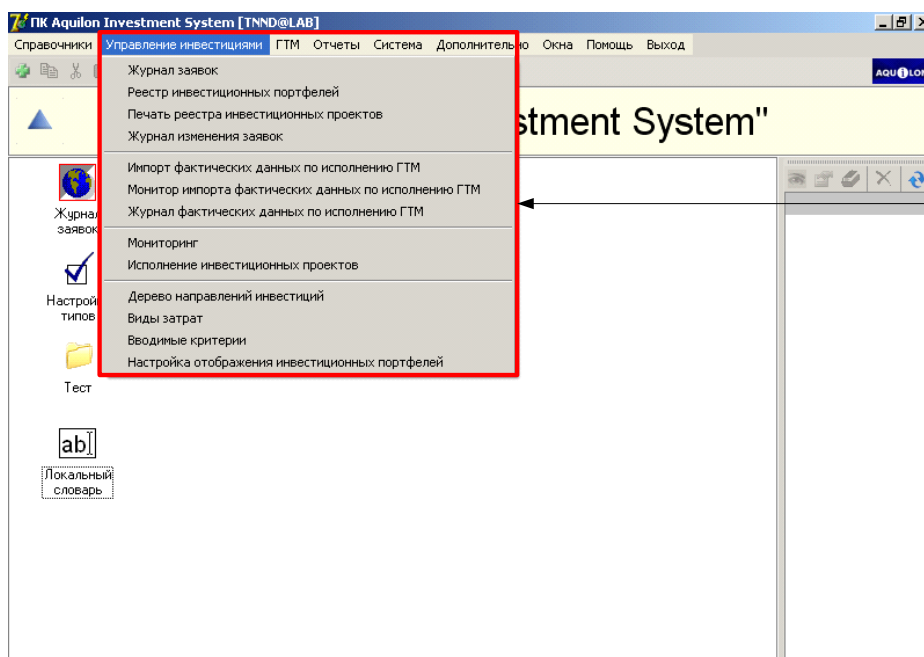 ПК Aquilon Investment System [TNND@LAB]
Справочники Управление инвестициями ГТМ Отчеты Система Дополнительно Окна Помощь Выход
AQUILON
Журнал заявок
Реестр инвестиционных портфелей
Печать реестра инвестиционных проектов
Журнал изменения заявок
stment System"
Импорт фактических данных по исполнению ГТМ
Монитор импорта фактических данных по исполнению ГТМ
Журнал фактических данных по исполнению ГТМ
Мониторинг
Исполнение инвестиционных проектов
Дерево направлений инвестиций
Виды затрат
Вводимые критерии
Настройка отображения инвестиционных портфелей
Журнал
заявок
Настрой
типов
Тест
ab
Локальный
словарь